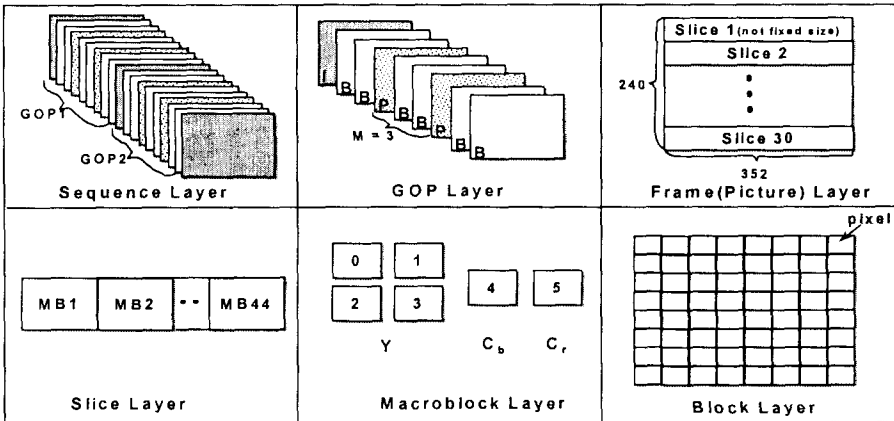 GOP1
GOP2
Sequence Layer
I
B
B
P
B
B
P
B
B
M = 3
GOP Layer
Slice 1(not fixed size)
Slice 2
240
Slice 30
352
Frame(Picture) Layer
MB1 MB2 -- MB44
Slice Layer
0 1
2 3
4 5
Y Cb Cr
Macroblock Layer
pixel
Block Layer